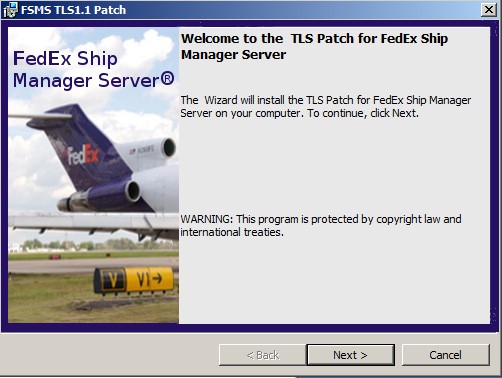 FSMS TLS1.1 Patch
FedEx Ship
Manager Server®
Welcome to the  TLS Patch for FedEx Ship
Manager Server
The  Wizard will install the TLS Patch for FedEx Ship Manager
Server on your computer. To continue, click Next.
FedEx
WARNING: This program is protected by copyright law and
international treaties.
V
V1→
< Back
Next >
Cancel